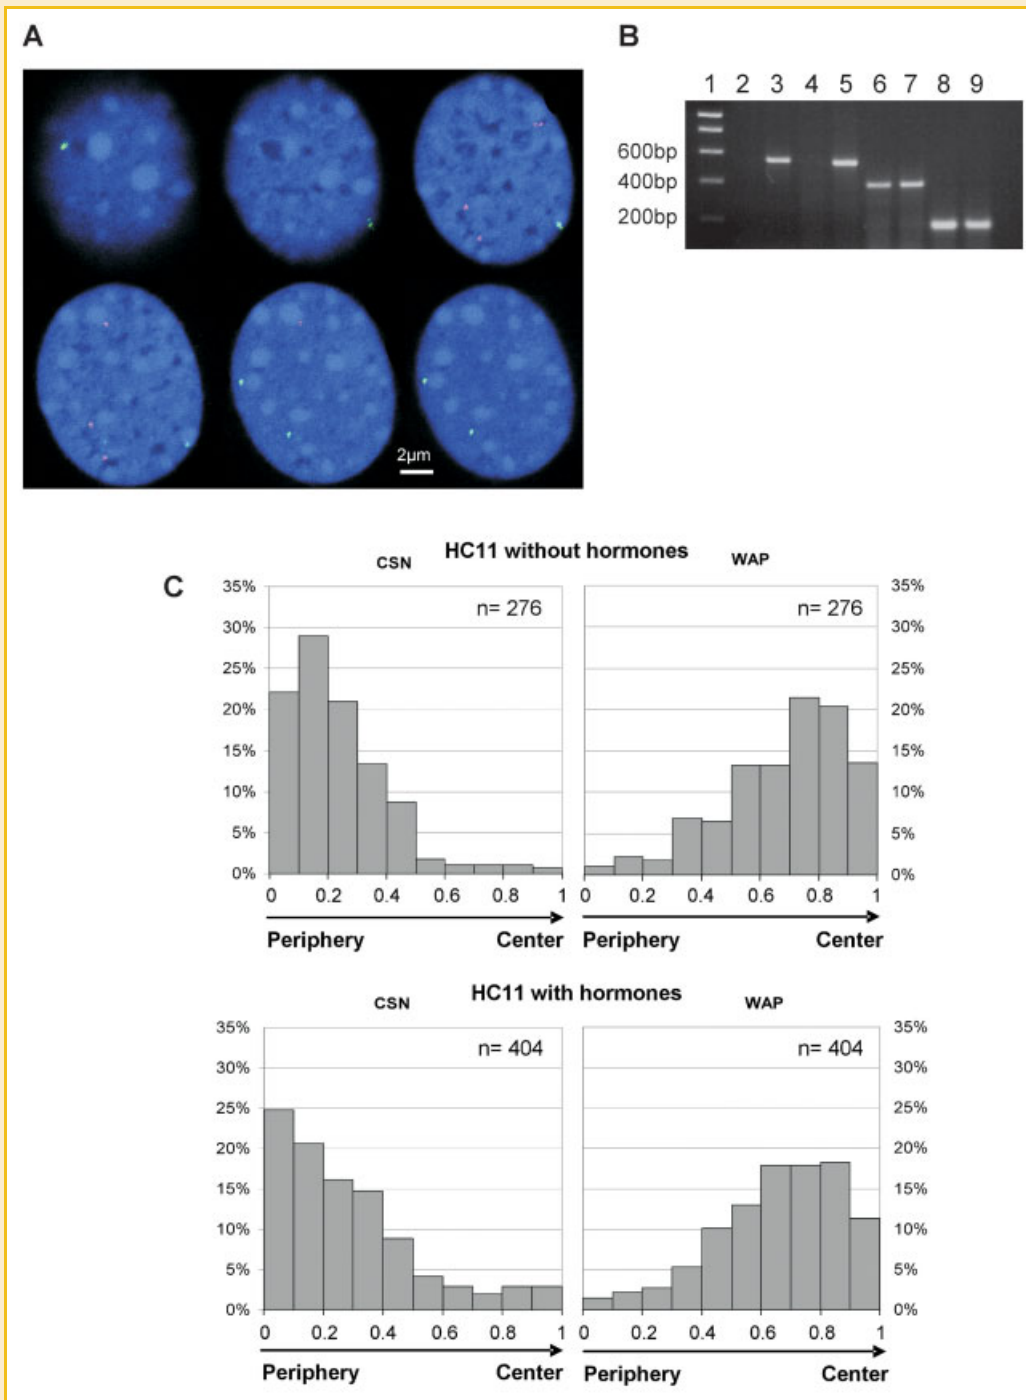 A
2µm
B
1 2 3 4 5 6 7 8 9
600bp
400bp
200bp
C
HC11 without hormones
CSN
WAP
35%
30%
25%
20%
15%
10%
5%
0%
n= 276
n= 276
35%
30%
25%
20%
15%
10%
5%
0%
0 0.2 0.4 0.6 0.8 1
0.2 0.4 0.6 0.8 1
Periphery Center
Periphery Center
HC11 with hormones
CSN
WAP
35%
30%
25%
20%
15%
10%
5%
0%
n= 404
n= 404
35%
30%
25%
20%
15%
10%
5%
0%
0 0.2 0.4 0.6 0.8 1
0.2 0.4 0.6 0.8 1
Periphery Center
Periphery Center